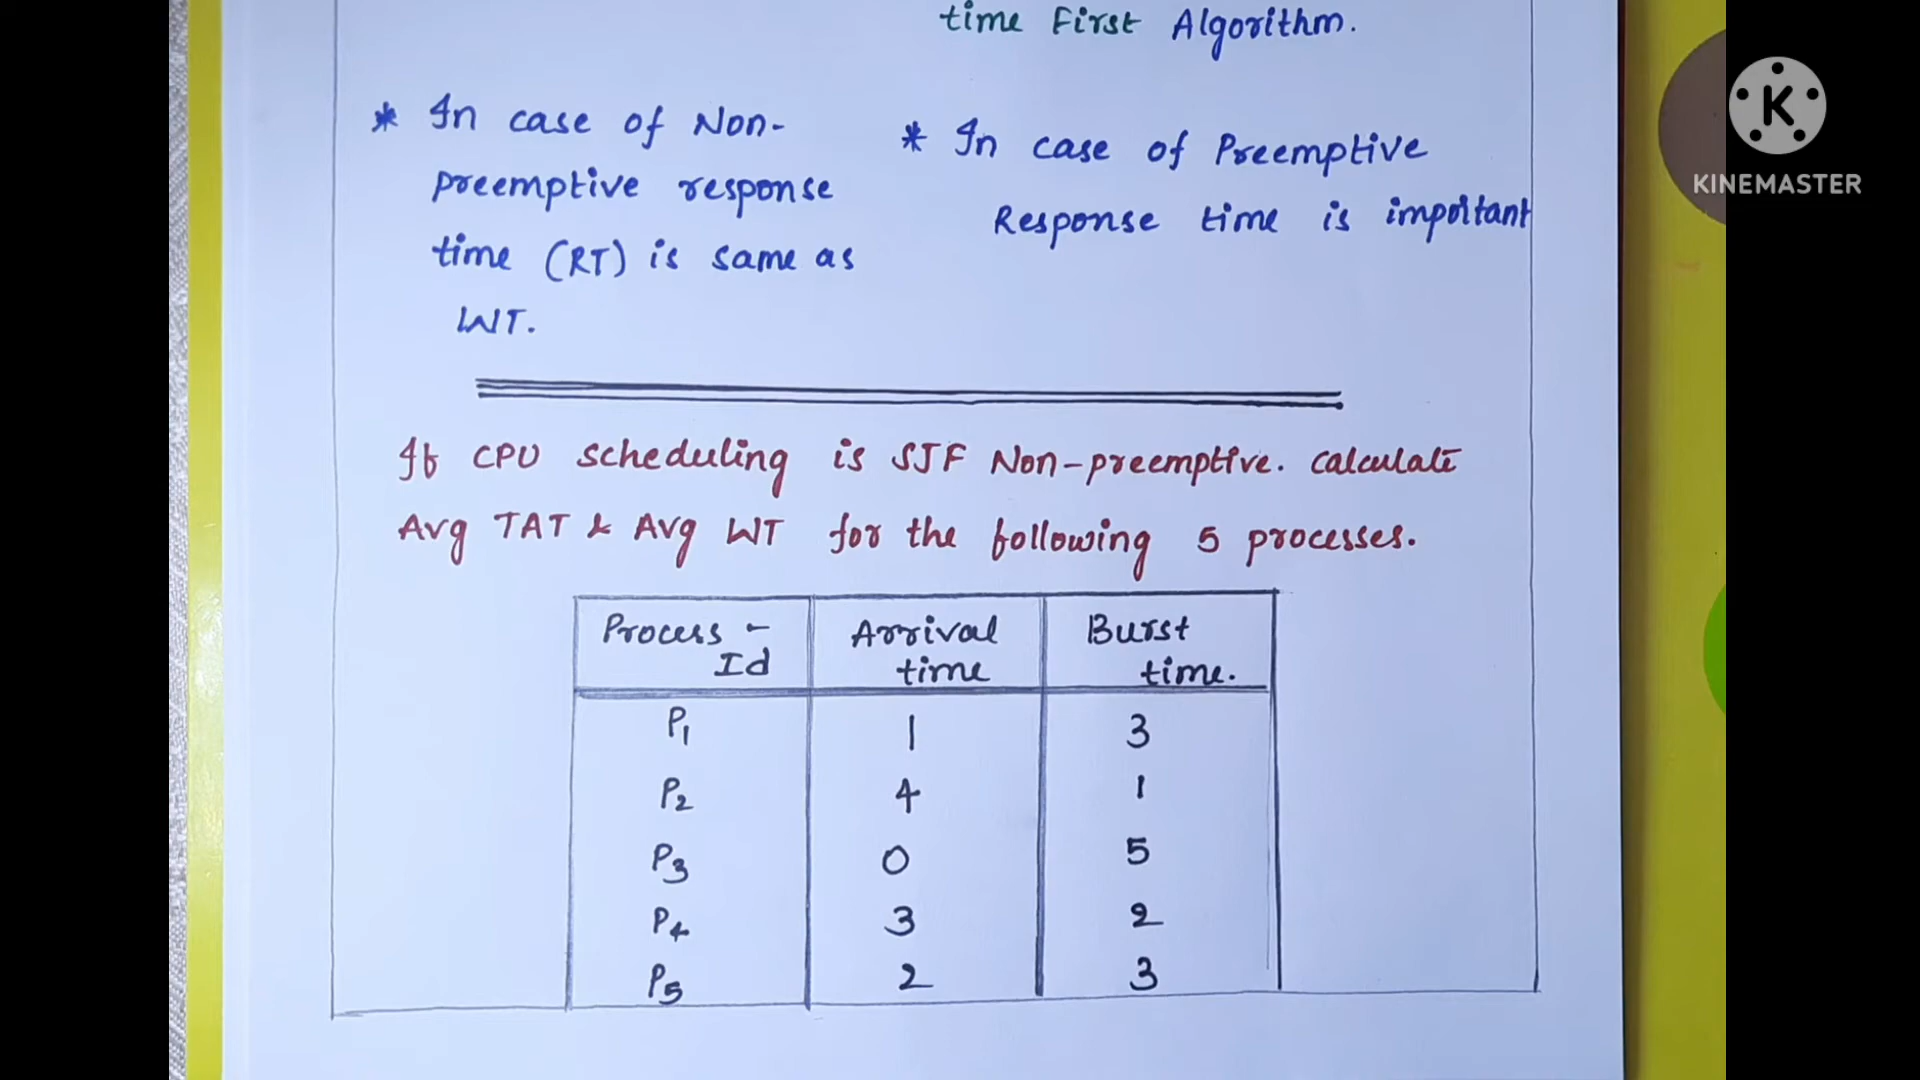 time First Algorithm.
* In case of Non-
preemptive response
time (RT) is same as
WT.
* In case of Preemptive
Response time is important
KINEMASTER
If CPU scheduling is SJF Non-preemptive. calculate
Avg TAT & Avg WT for the following 5 processes.
Process - Arrival Burst
Id time time.
P1 1 3
P2 4 1
P3 0 5
P4 3 2
P5 2 3